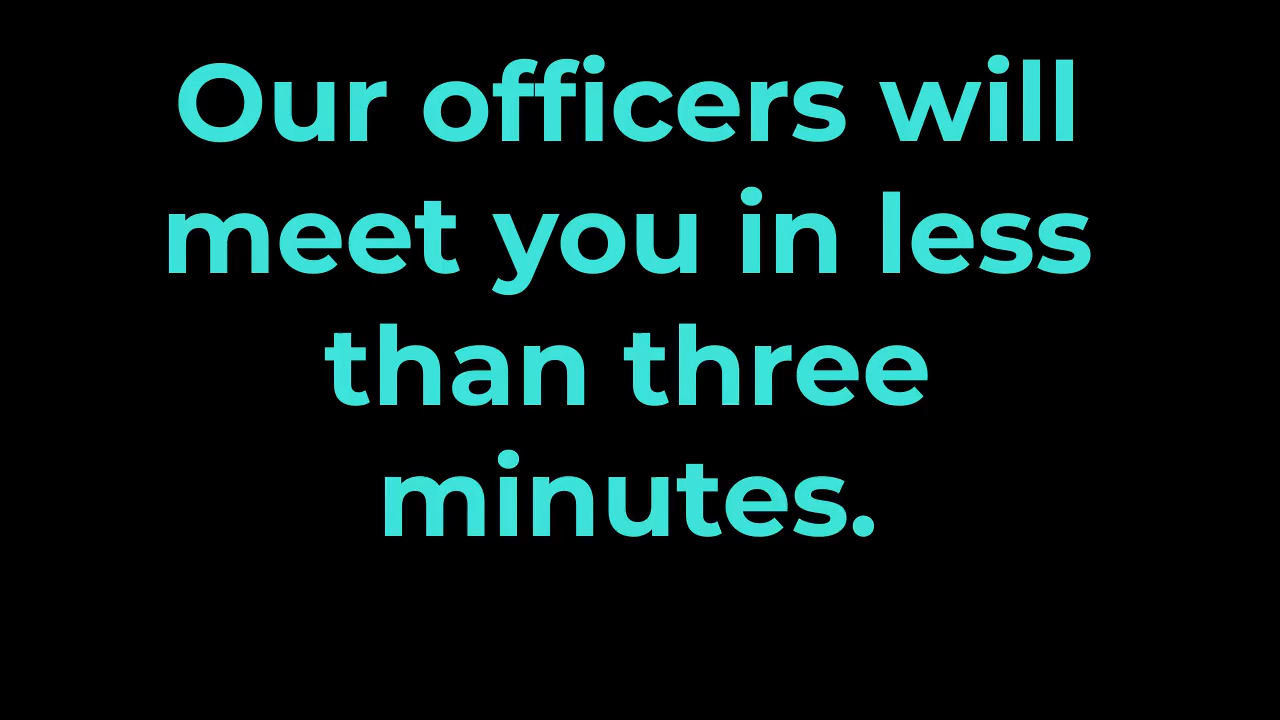 Our officers will
meet you in less
than three
minutes.